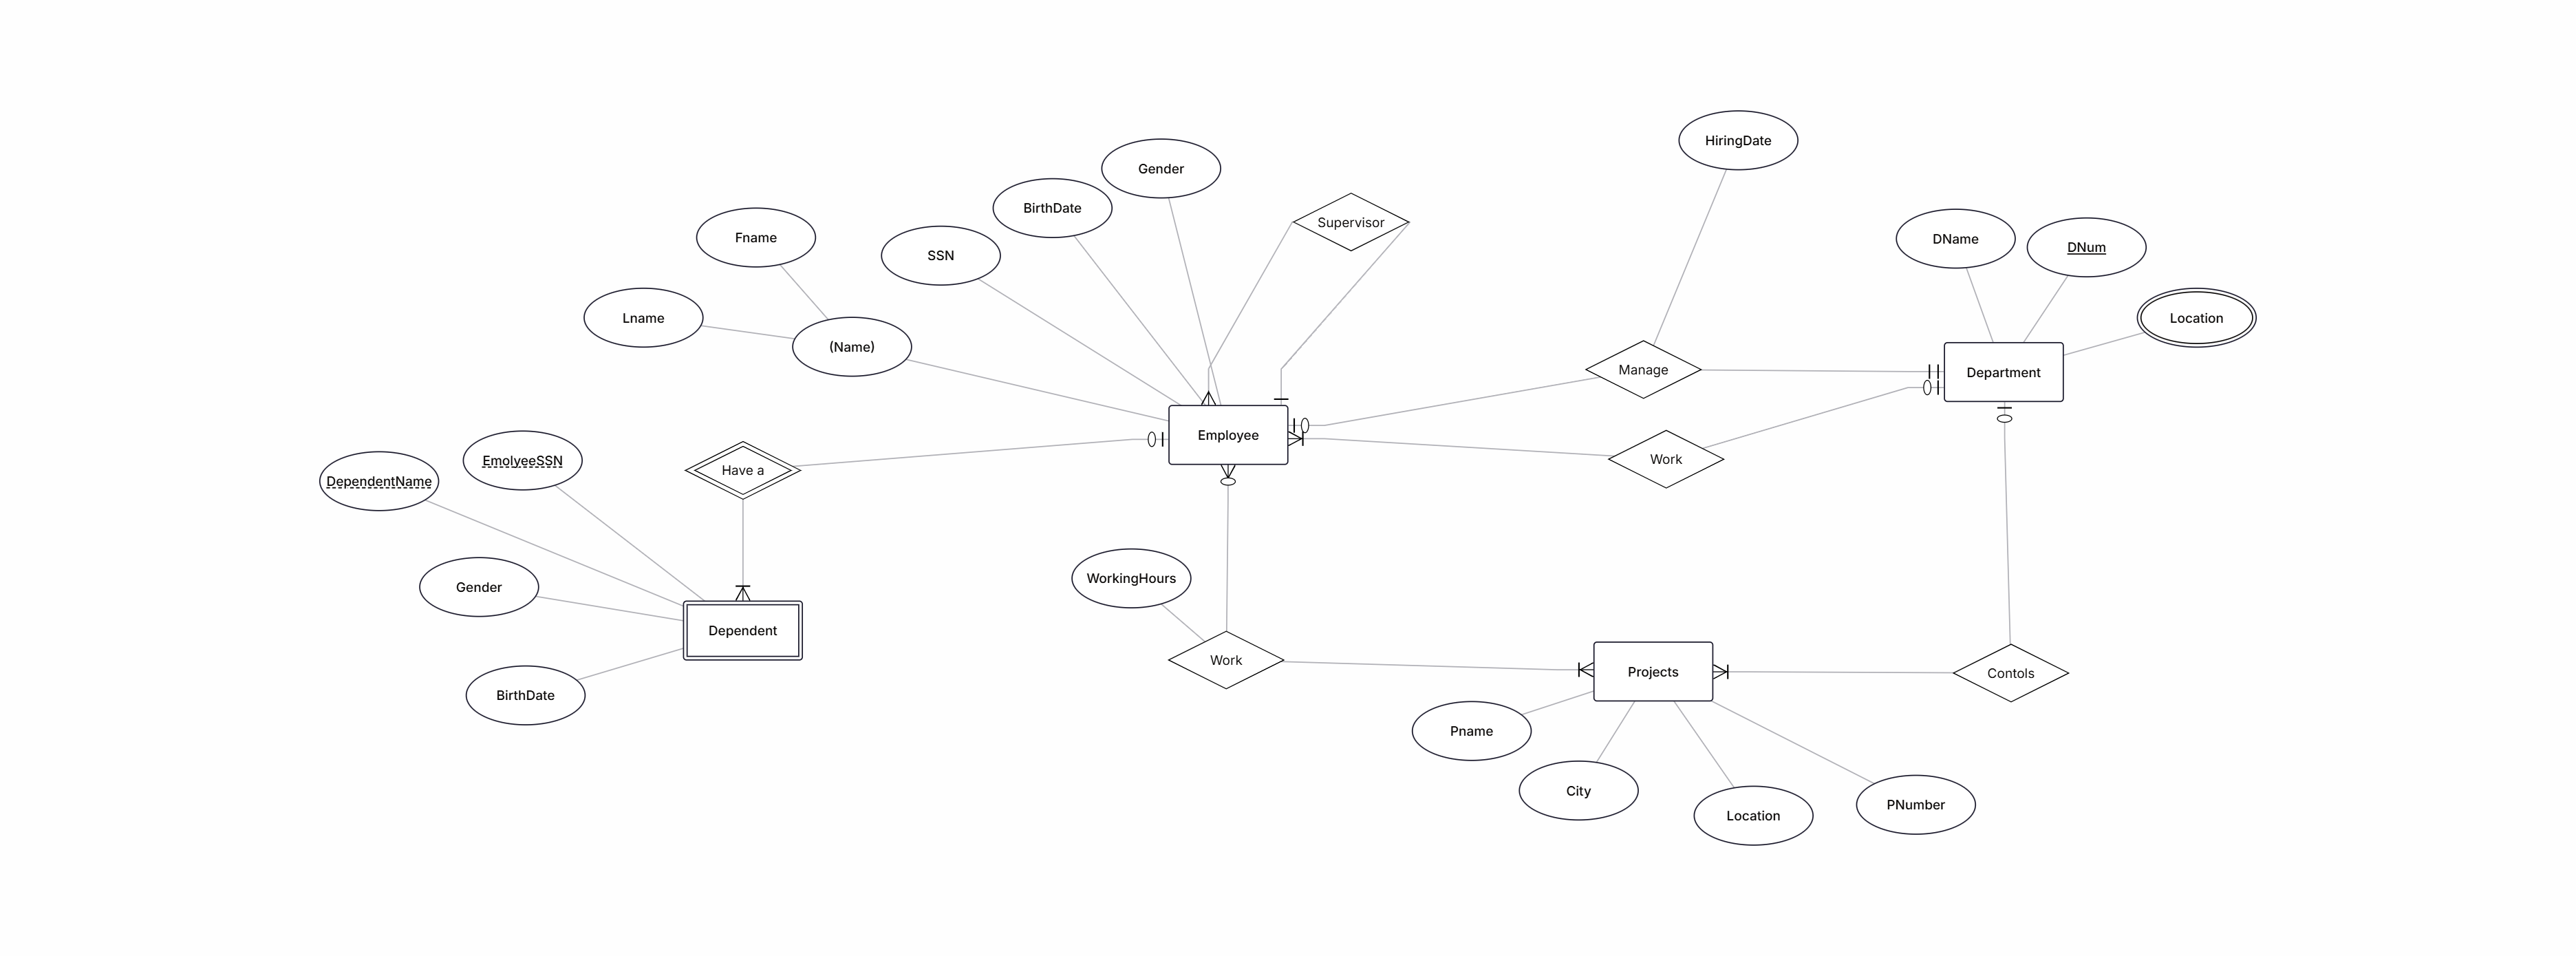 HiringDate
Gender
BirthDate
Supervisor
Fname
DName
DNum
SSN
Lname
Location
(Name)
Manage
Department
Employee
Work
EmolyeeSSN
Have a
DependentName
WorkingHours
Gender
Dependent
Work
Projects
Contols
BirthDate
Pname
City
PNumber
Location